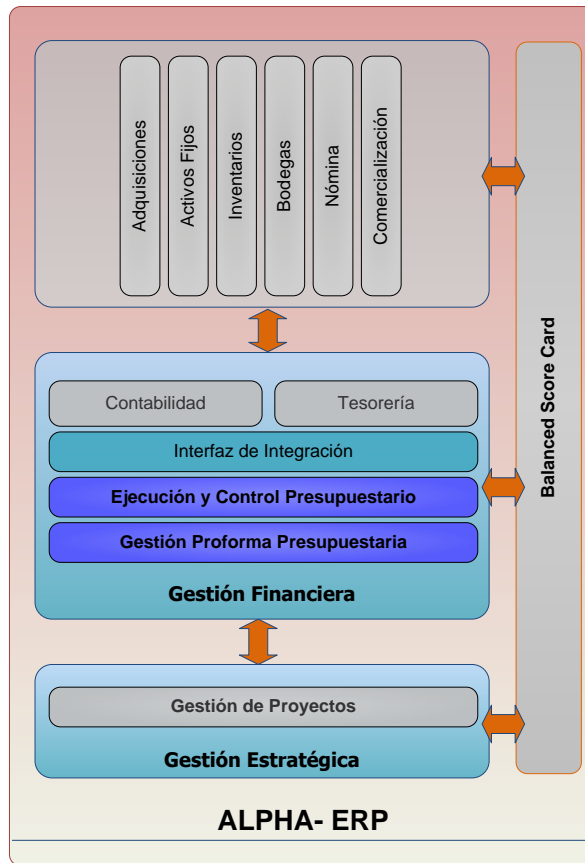 Adquisiciones
Activos Fijos
Inventarios
Bodegas
Nómina
Comercialización
Balanced Score Card
Contabilidad
Tesorería
Interfaz de Integración
Ejecución y Control Presupuestario
Gestión Proforma Presupuestaria
Gestión Financiera
Gestión de Proyectos
Gestión Estratégica
ALPHA- ERP